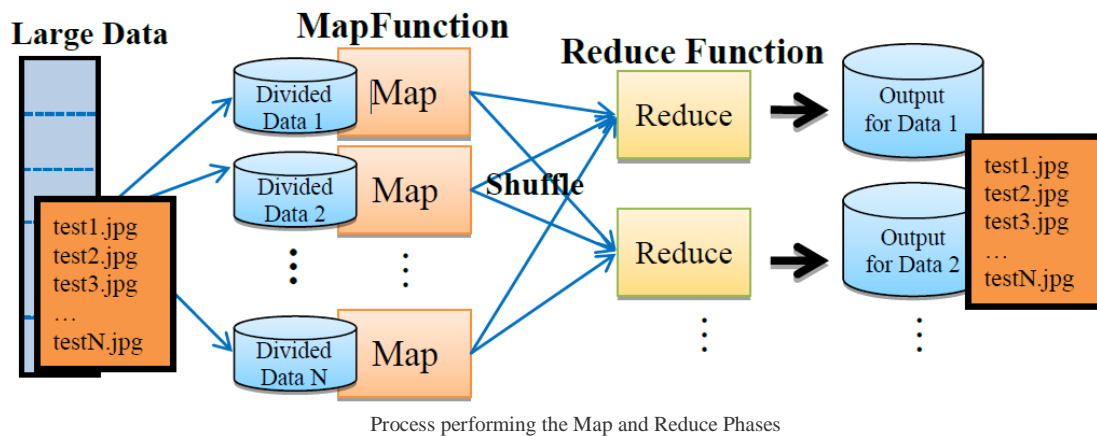 Large Data
test1.jpg
test2.jpg
test3.jpg
…
testN.jpg
MapFunction
Divided
Data 1
Map
Divided
Data 2
Map
Divided
Data N
Map
Shuffle
Reduce Function
Reduce
Reduce
Output
for Data 1
Output
for Data 2
test1.jpg
test2.jpg
test3.jpg
…
testN.jpg
Process performing the Map and Reduce Phases